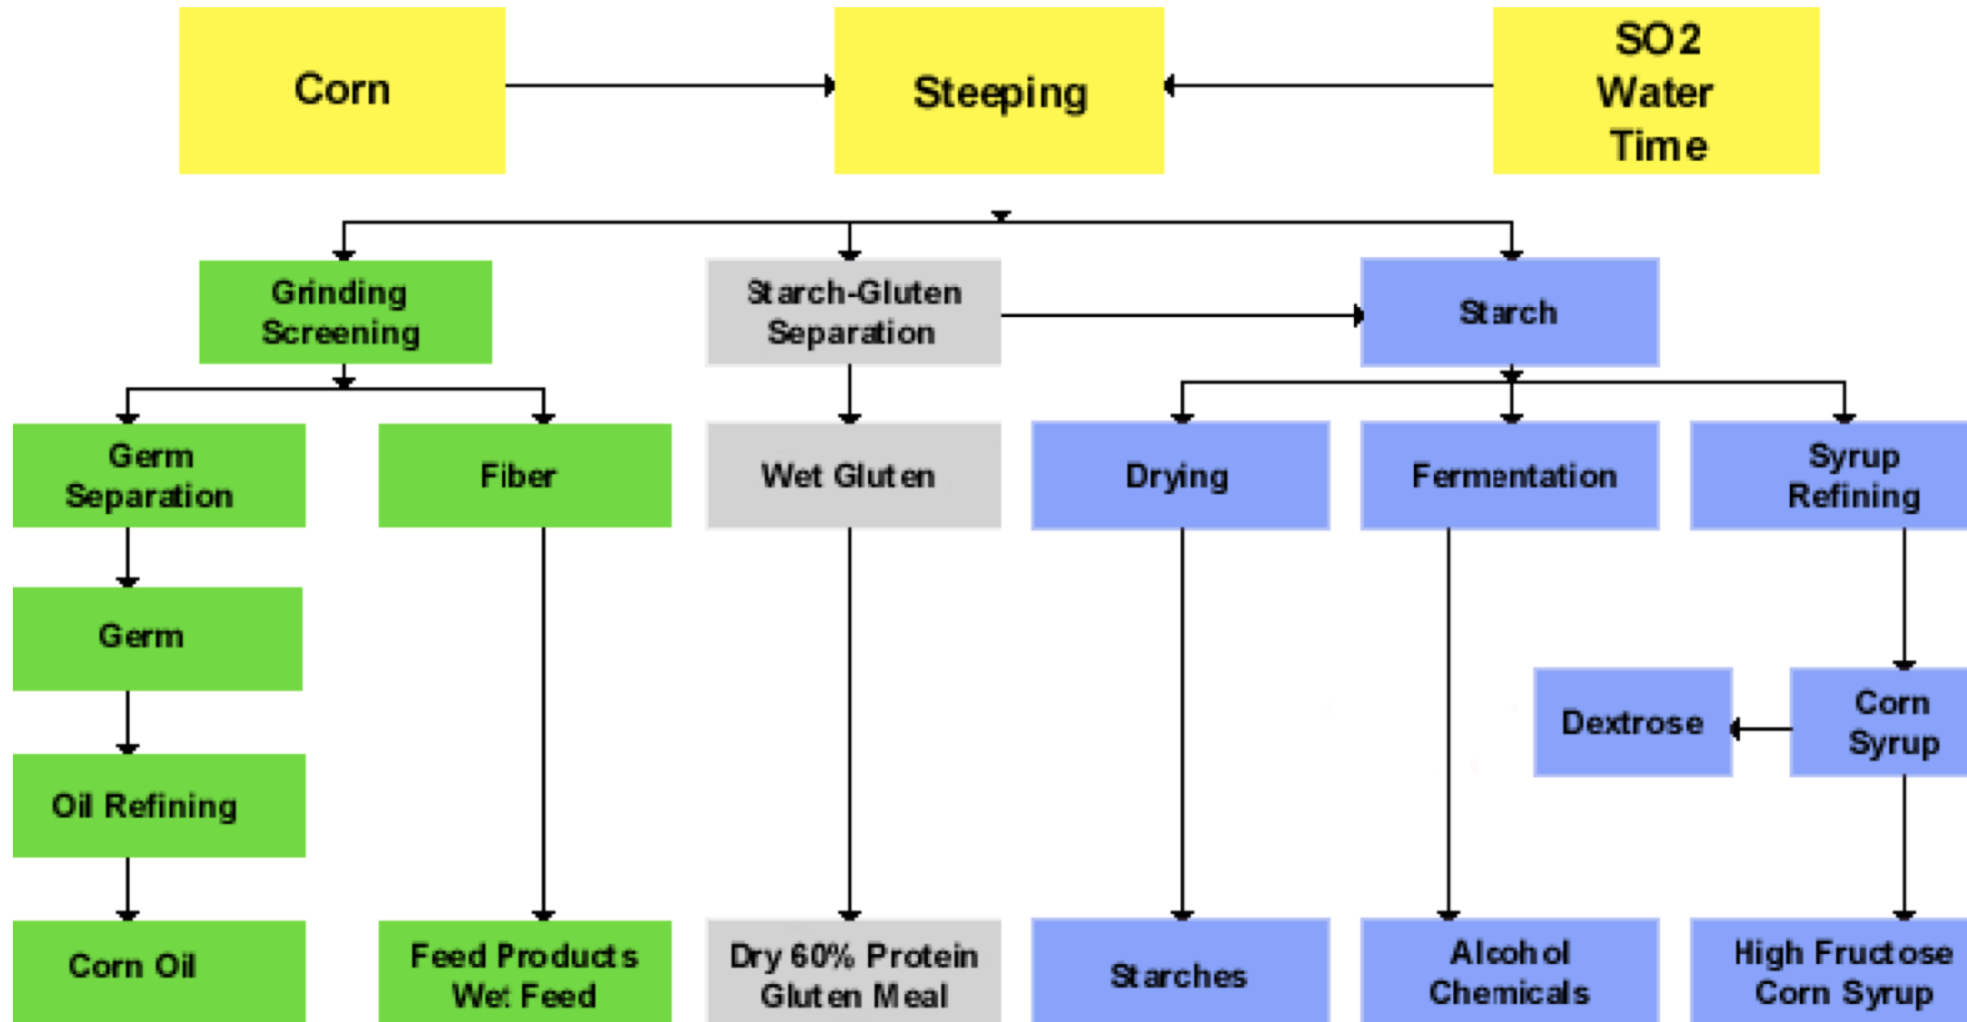 Corn
Steeping
SO2
Water
Time
Grinding
Screening
Starch-Gluten
Separation
Starch
Germ
Separation
Fiber
Wet Gluten
Drying
Fermentation
Syrup
Refining
Germ
Dextrose
Corn
Syrup
Oil Refining
Corn Oil
Feed Products
Wet Feed
Dry 60% Protein
Gluten Meal
Starches
Alcohol
Chemicals
High Fructose
Corn Syrup